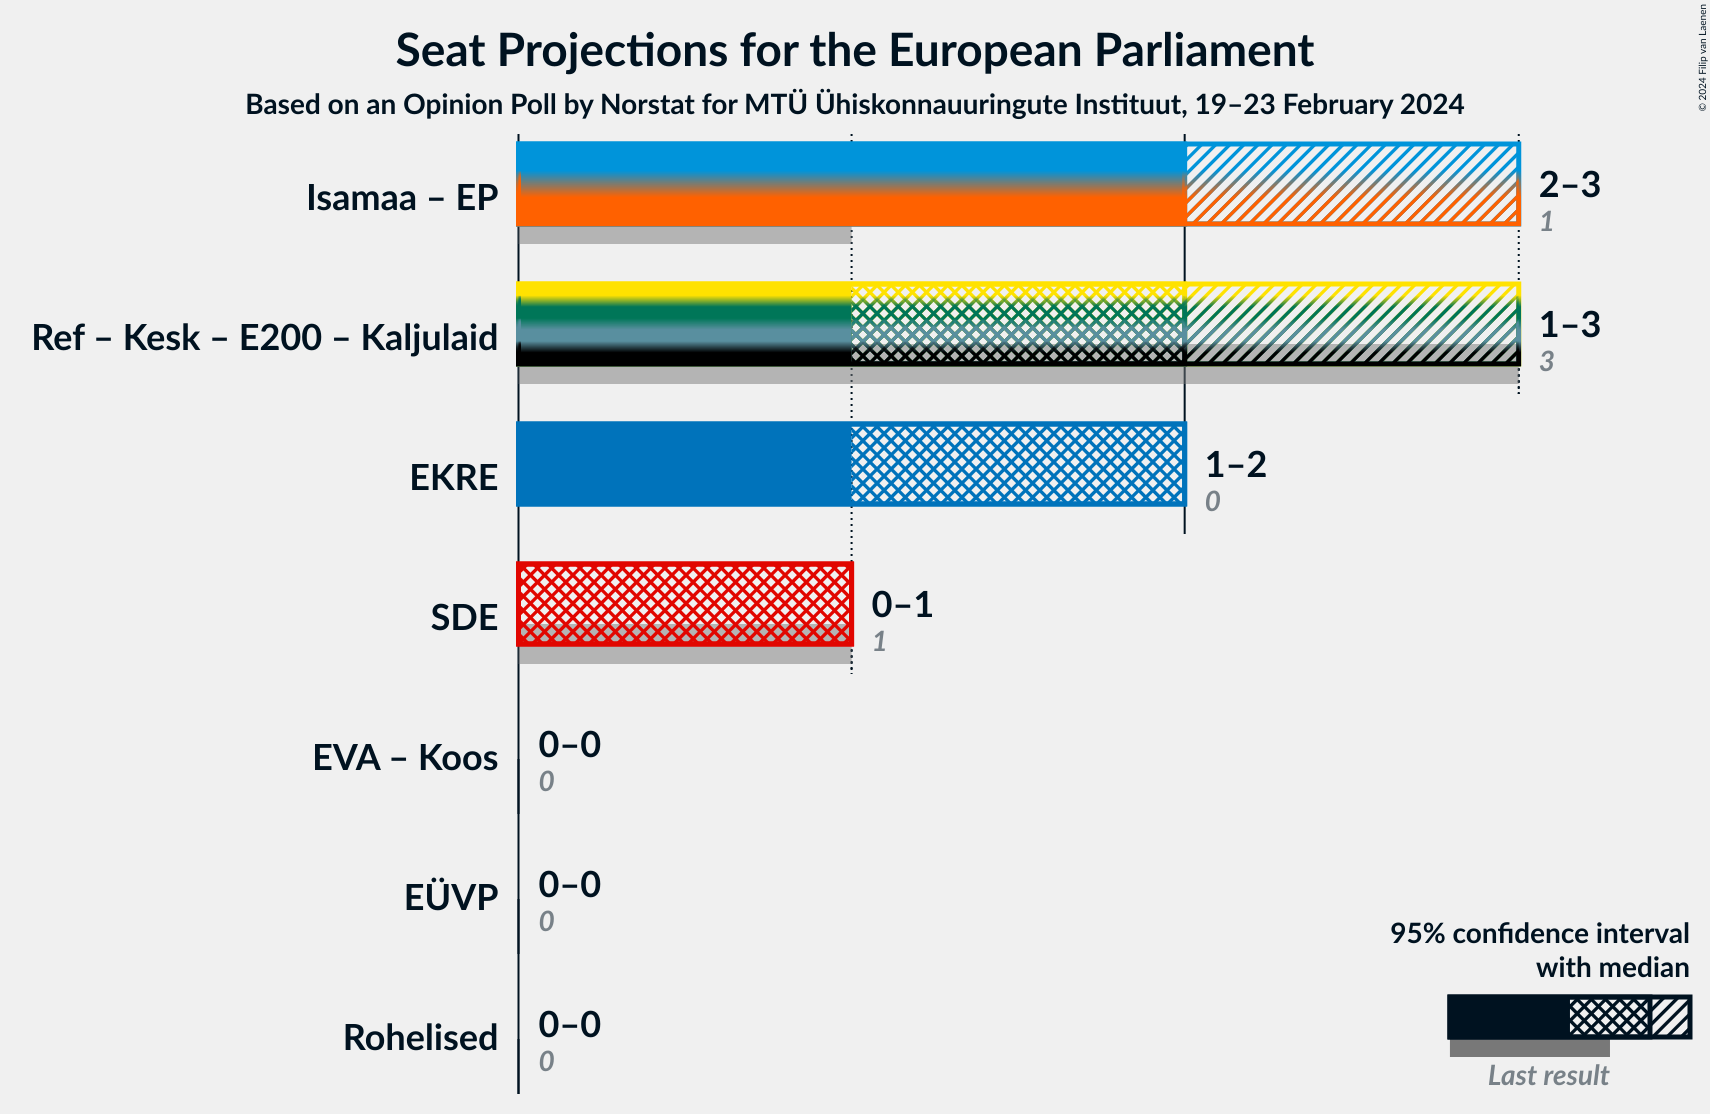 Seat Projections for the European Parliament
Based on an Opinion Poll by Norstat for MTÜ Ühiskonnauuringute Instituut, 19–23 February 2024
© 2024 Filip van Laenen
Isamaa – EP
2–3
1
Ref – Kesk – E200 – Kaljulaid
1–3
3
EKRE
1–2
0
SDE
0–1
1
EVA – Koos
0–0
0
EÜVP
0–0
0
Rohelised
0–0
0
95% confidence interval
with median
Last result